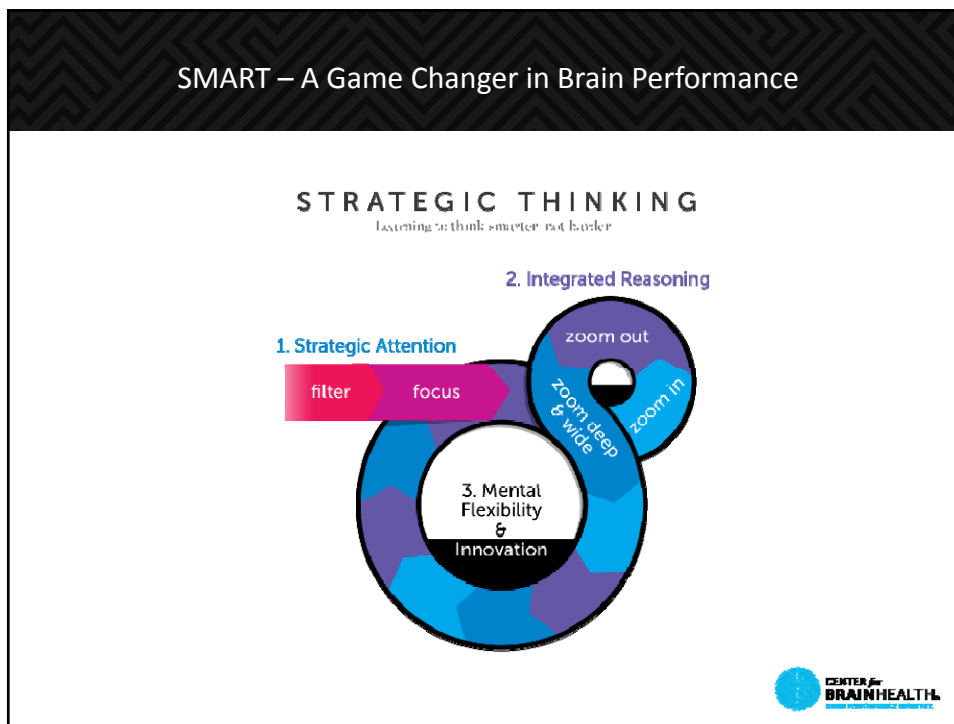 SMART – A Game Changer in Brain Performance
STRATEGIC THINKING
Learning to think smarter not harder
2. Integrated Reasoning
1. Strategic Attention
zoom out
filter
focus
zoom in
zoom deep
& wide
3. Mental
Flexibility
&
Innovation
CENTER for
BRAINHEALTH